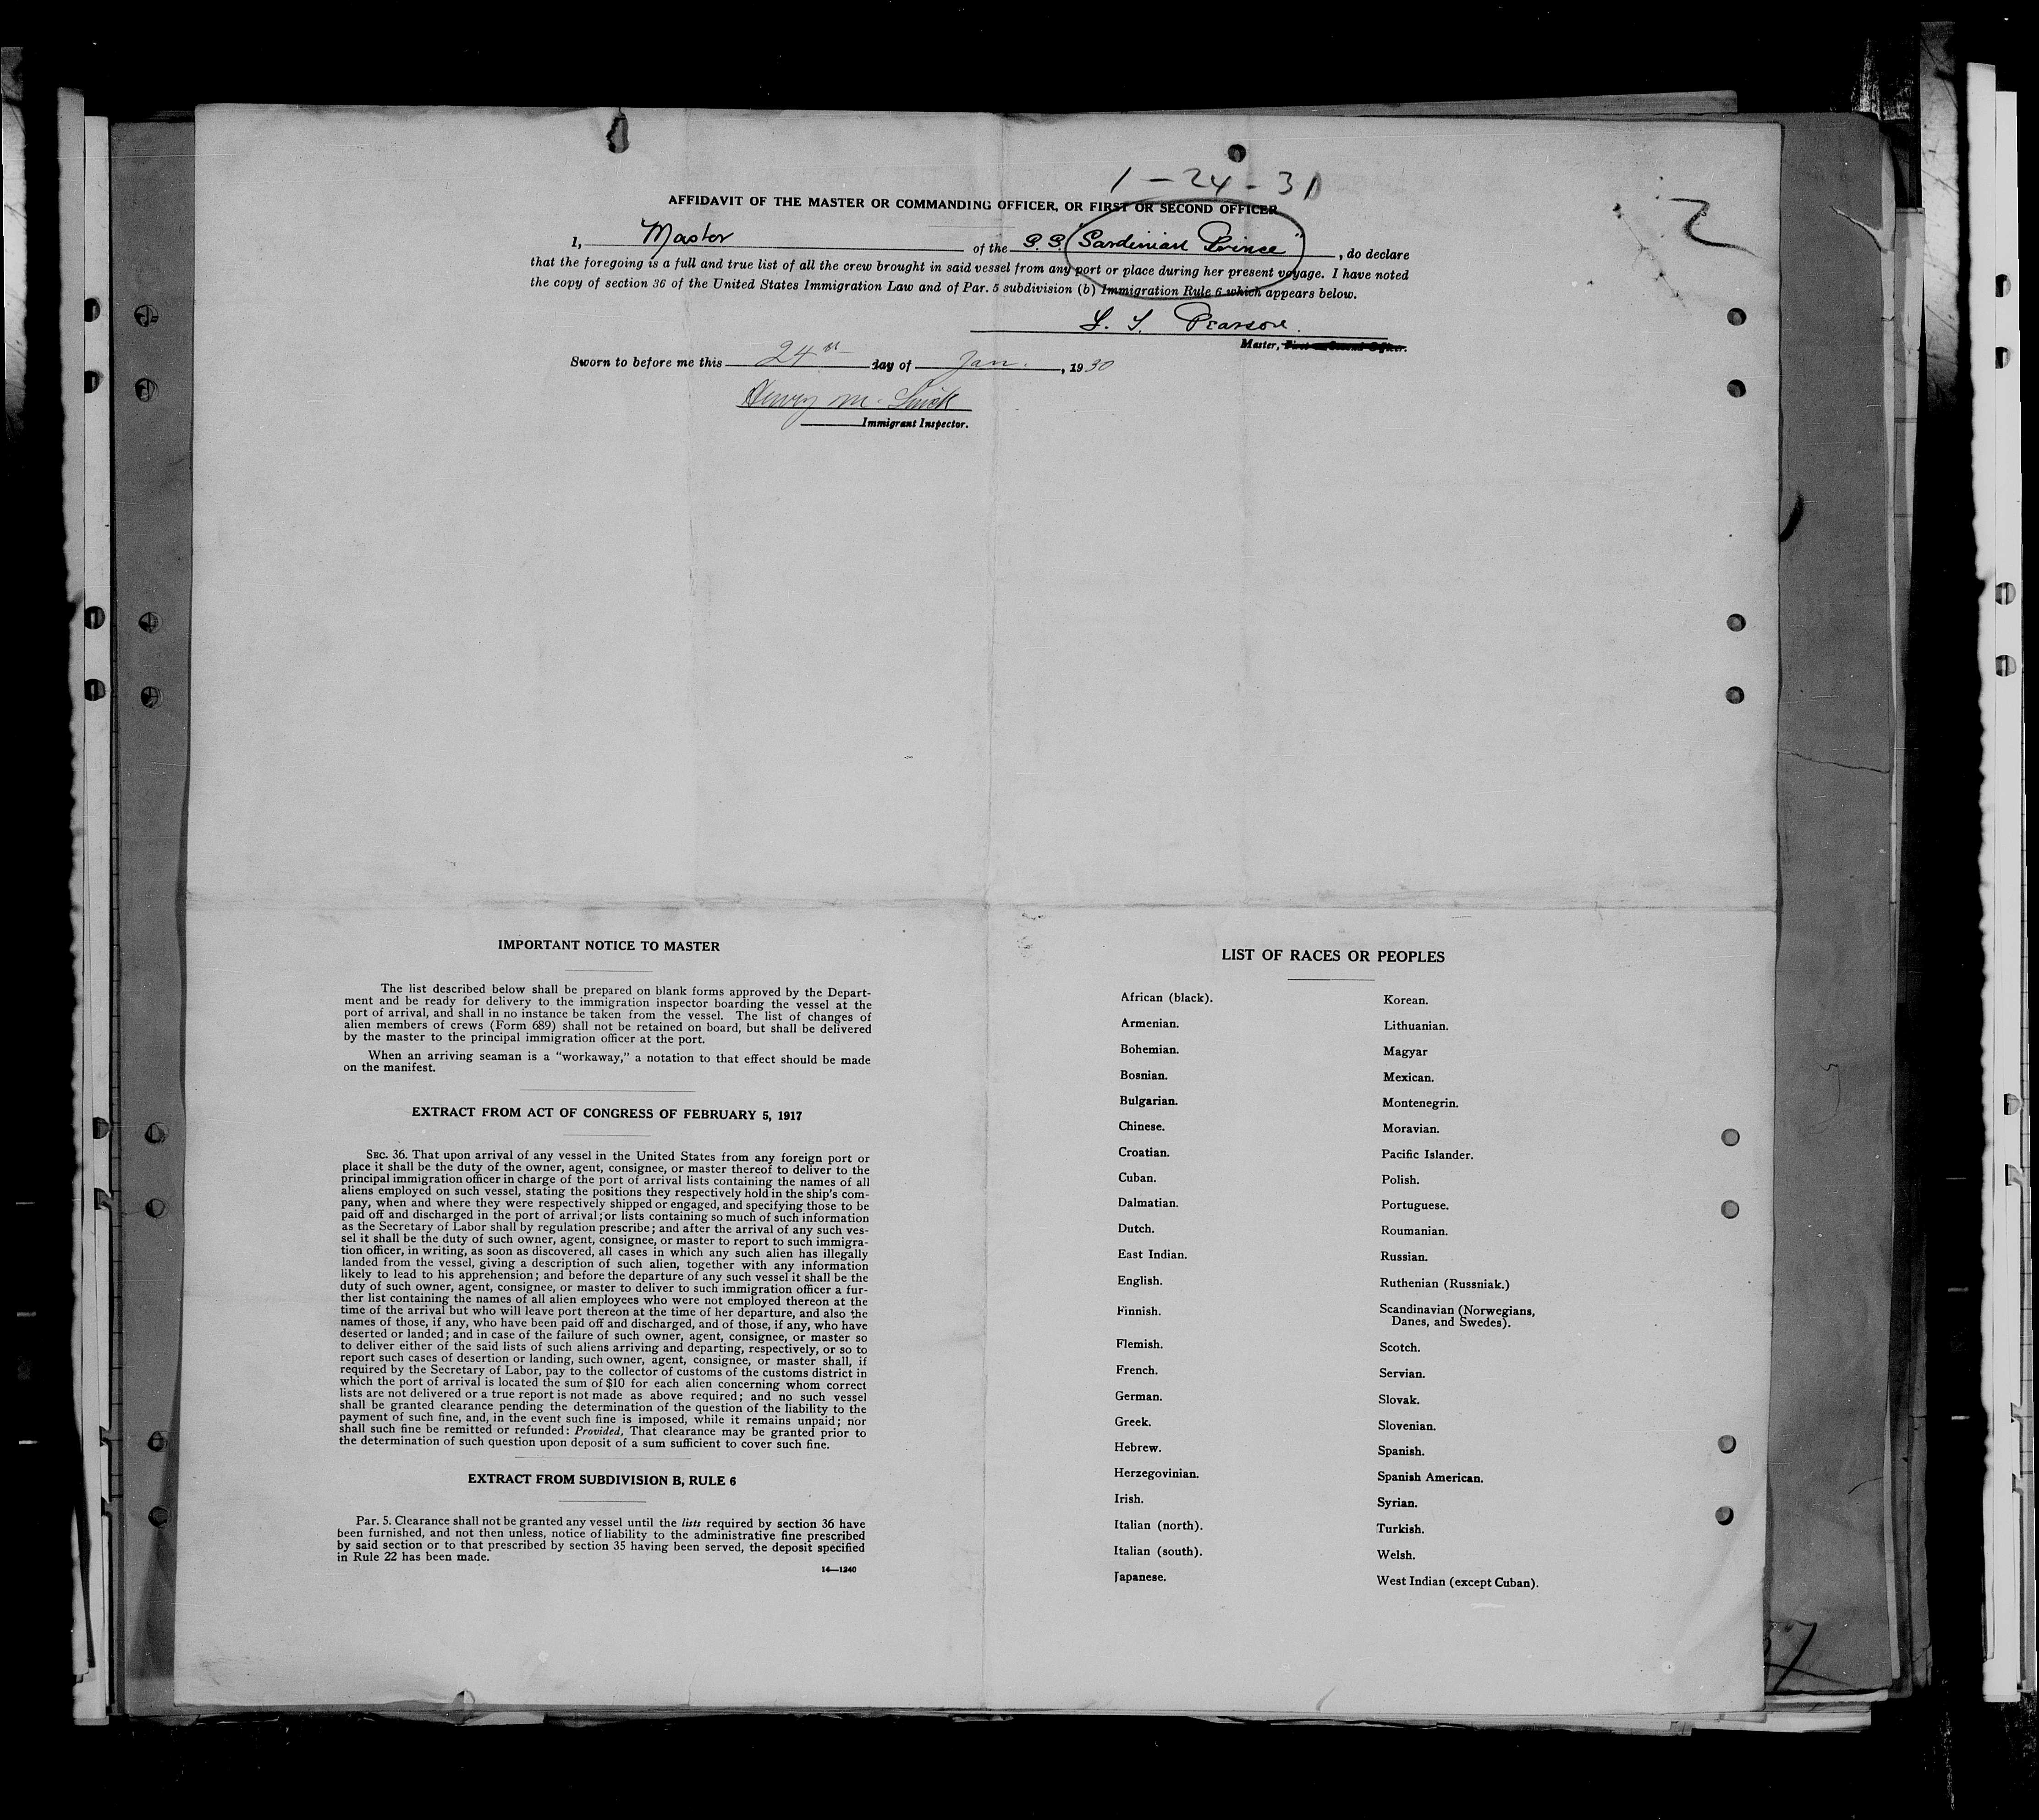 1-24-31
2
AFFIDAVIT OF THE MASTER OR COMMANDING OFFICER, OR FIRST OR SECOND OFFICER
I, Master of the S.S. "Sardinian Prince", do declare
that the foregoing is a full and true list of all the crew brought in said vessel from any port or place during her present voyage. I have noted
the copy of section 36 of the United States Immigration Law and of Par. 5 subdivision (b) Immigration Rule 6 which appears below.
Pearson.
Master, First or Second Officer.
Sworn to before me this 24th day of Jan., 1930
Henry M.
Immigrant Inspector.
IMPORTANT NOTICE TO MASTER
The list described below shall be prepared on blank forms approved by the Depart-
ment and be ready for delivery to the immigration inspector boarding the vessel at the
port of arrival, and shall in no instance be taken from the vessel. The list of changes of
alien members of crews (Form 689) shall not be retained on board, but shall be delivered
by the master to the principal immigration officer at the port.
When an arriving seaman is a "workaway," a notation to that effect should be made
on the manifest.
EXTRACT FROM ACT OF CONGRESS OF FEBRUARY 5, 1917
SEC. 36. That upon arrival of any vessel in the United States from any foreign port or
place it shall be the duty of the owner, agent, consignee, or master thereof to deliver to the
principal immigration officer in charge of the port of arrival lists containing the names of all
aliens employed on such vessel, stating the positions they respectively hold in the ship's com-
pany, when and where they were respectively shipped or engaged, and specifying those to be
paid off and discharged in the port of arrival; or lists containing so much of such information
as the Secretary of Labor shall by regulation prescribe; and after the arrival of any such ves-
sel it shall be the duty of such owner, agent, consignee, or master to report to such immigra-
tion officer, in writing, as soon as discovered, all cases in which any such alien has illegally
landed from the vessel, giving a description of such alien, together with any information
likely to lead to his apprehension; and before the departure of any such vessel it shall be the
duty of such owner, agent, consignee, or master to deliver to such immigration officer a fur-
ther list containing the names of all alien employees who were not employed thereon at the
time of the arrival but who will leave port thereon at the time of her departure, and also the
names of those, if any, who have been paid off and discharged, and of those, if any, who have
deserted or landed; and in case of the failure of such owner, agent, consignee, or master so
to deliver either of the said lists of such aliens arriving and departing, respectively, or so to
report such cases of desertion or landing, such owner, agent, consignee, or master shall, if
required by the Secretary of Labor, pay to the collector of customs of the customs district in
which the port of arrival is located the sum of $10 for each alien concerning whom correct
lists are not delivered or a true report is not made as above required; and no such vessel
shall be granted clearance pending the determination of the question of the liability to the
payment of such fine, and, in the event such fine is imposed, while it remains unpaid; nor
shall such fine be remitted or refunded: Provided, That clearance may be granted prior to
the determination of such question upon deposit of a sum sufficient to cover such fine.
EXTRACT FROM SUBDIVISION B, RULE 6
Par. 5. Clearance shall not be granted any vessel until the lists required by section 36 have
been furnished, and not then unless, notice of liability to the administrative fine prescribed
by said section or to that prescribed by section 35 having been served, the deposit specified
in Rule 22 has been made.
14—1240
LIST OF RACES OR PEOPLES
African (black).
Armenian.
Bohemian.
Bosnian.
Bulgarian.
Chinese.
Croatian.
Cuban.
Dalmatian.
Dutch.
East Indian.
English.
Finnish.
Flemish.
French.
German.
Greek.
Hebrew.
Herzegovinian.
Irish.
Italian (north).
Italian (south).
Japanese.
Korean.
Lithuanian.
Magyar
Mexican.
Montenegrin.
Moravian.
Pacific Islander.
Polish.
Portuguese.
Roumanian.
Russian.
Ruthenian (Russniak.)
Scandinavian (Norwegians,
Danes, and Swedes).
Scotch.
Servian.
Slovak.
Slovenian.
Spanish.
Spanish American.
Syrian.
Turkish.
Welsh.
West Indian (except Cuban).